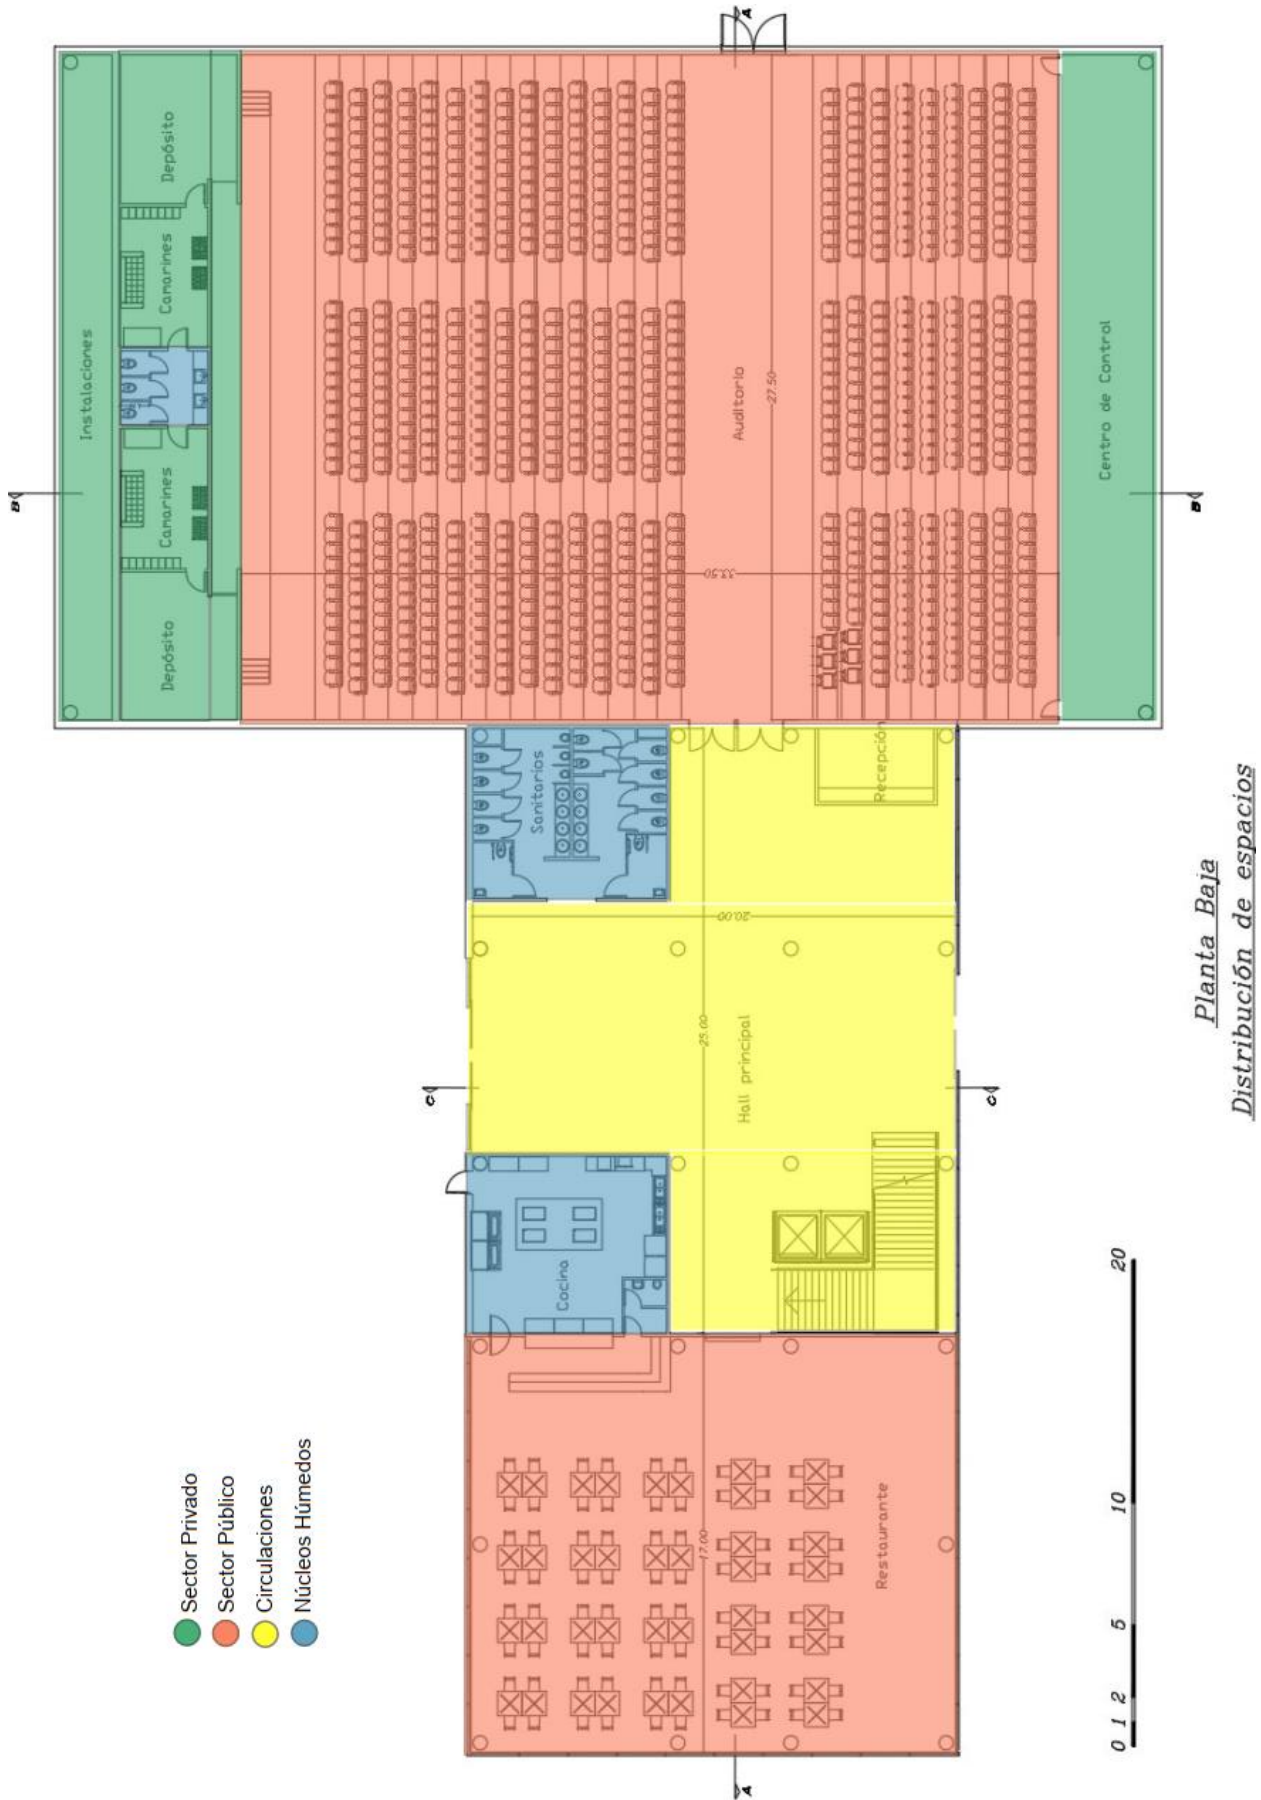 Sector Privado
Sector Público
Circulaciones
Núcleos Húmedos
Instalaciones
Depósito
Camarines
Camarines
Depósito
Auditorio
27.50
33.50
Centro de Control
Sanitarios
Recepción
20.00
25.00
Hall principal
Cocina
17.00
Restaurante
A
A
B
B
C
C
0 1 2 5 10 20
Planta Baja
Distribución de espacios